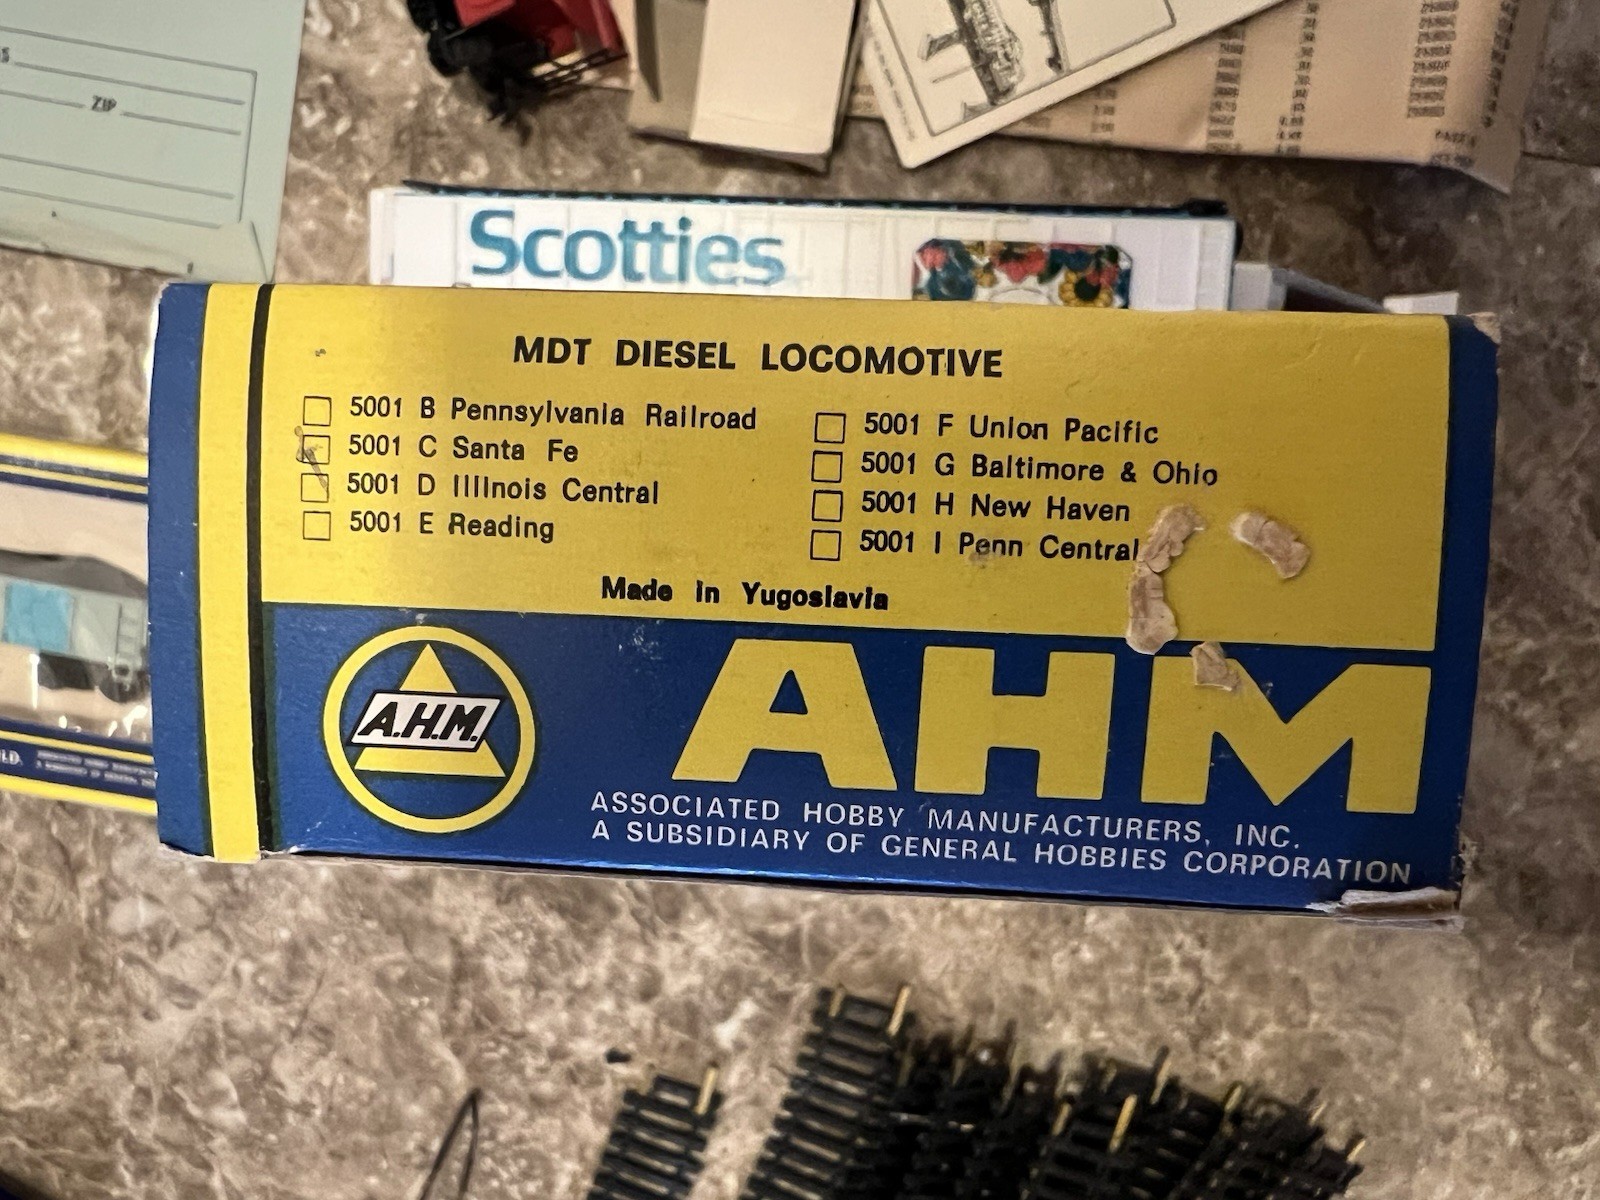 ZIP
Scotties
MDT DIESEL LOCOMOTIVE
5001 B Pennsylvania Railroad
5001 C Santa Fe
5001 D Illinois Central
5001 E Reading
5001 F Union Pacific
5001 G Baltimore & Ohio
5001 H New Haven
5001 I Penn Central
Made in Yugoslavia
A.H.M.
AHM
ASSOCIATED HOBBY MANUFACTURERS, INC.
A SUBSIDIARY OF GENERAL HOBBIES CORPORATION
LD.